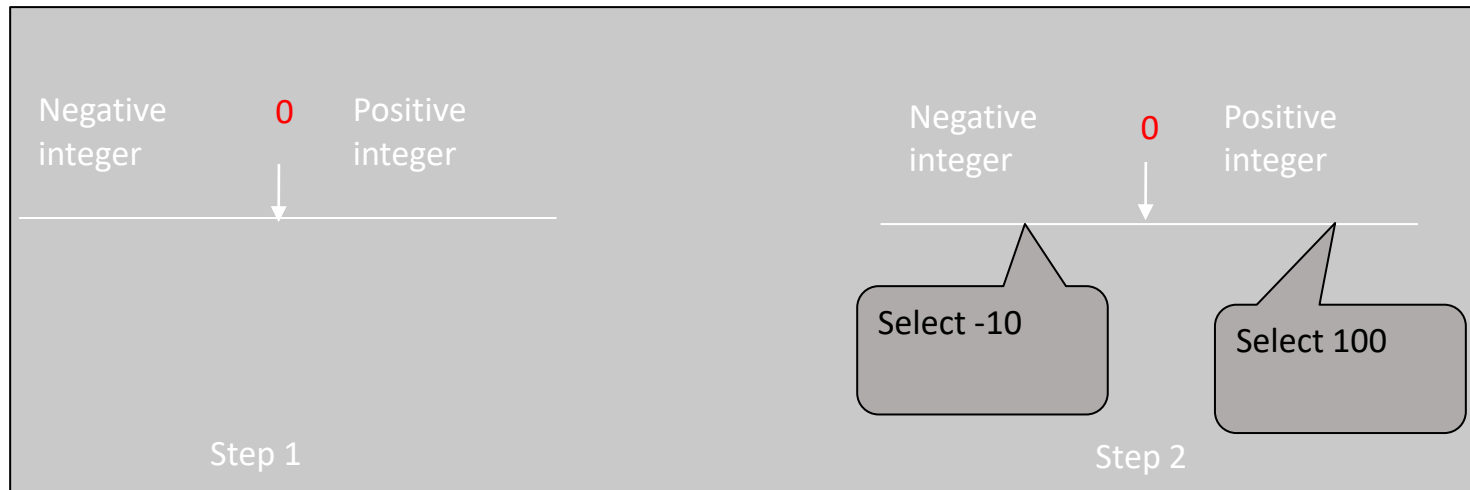 Negative
integer
0
Positive
integer
Step 1
Negative
integer
0
Positive
integer
Select -10
Select 100
Step 2